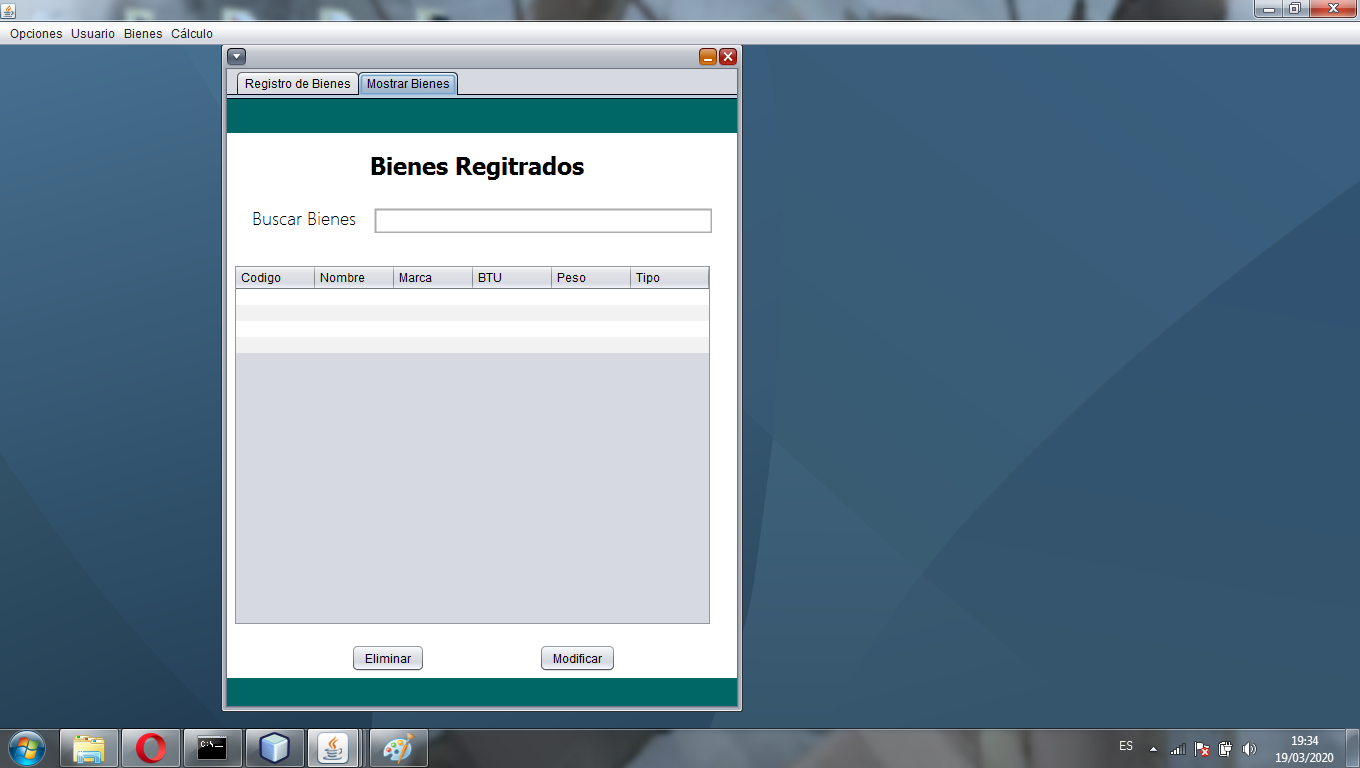 Opciones Usuario Bienes Cálculo
Registro de Bienes Mostrar Bienes
Bienes Regitrados
Buscar Bienes
Codigo Nombre Marca BTU Peso Tipo
Eliminar Modificar
C:\_
ES
19:34
19/03/2020